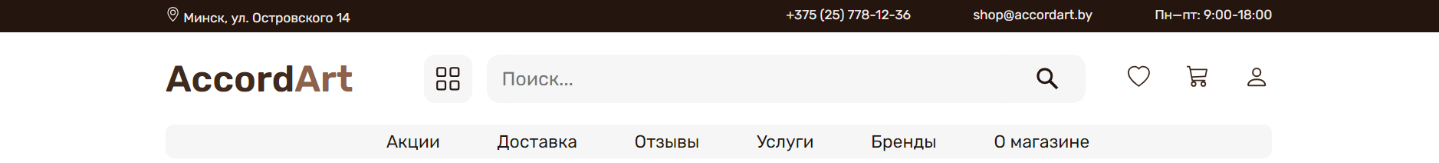 Минск, ул. Островского 14 +375 (25) 778-12-36 shop@accordart.by Пн—пт: 9:00-18:00
AccordArt Поиск...
Акции Доставка Отзывы Услуги Бренды О магазине